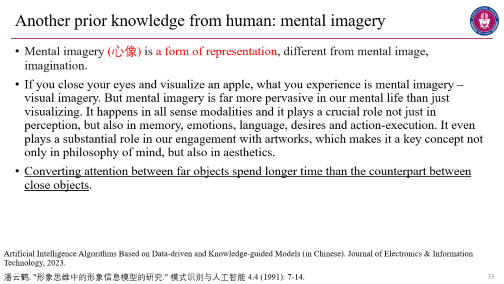 Another prior knowledge from human: mental imagery
• Mental imagery (心像) is a form of representation, different from mental image,
imagination.
• If you close your eyes and visualize an apple, what you experience is mental imagery –
visual imagery. But mental imagery is far more pervasive in our mental life than just
visualizing. It happens in all sense modalities and it plays a crucial role not just in
perception, but also in memory, emotions, language, desires and action-execution. It even
plays a substantial role in our engagement with artworks, which makes it a key concept not
only in philosophy of mind, but also in aesthetics.
• Converting attention between far objects spend longer time than the counterpart between
close objects.
Artificial Intelligence Algorithms Based on Data-driven and Knowledge-guided Models (in Chinese). Journal of Electronics & Information
Technology, 2023.
潘云鹤. "形象思维中的形象信息模型的研究." 模式识别与人工智能 4.4 (1991): 7-14.
33